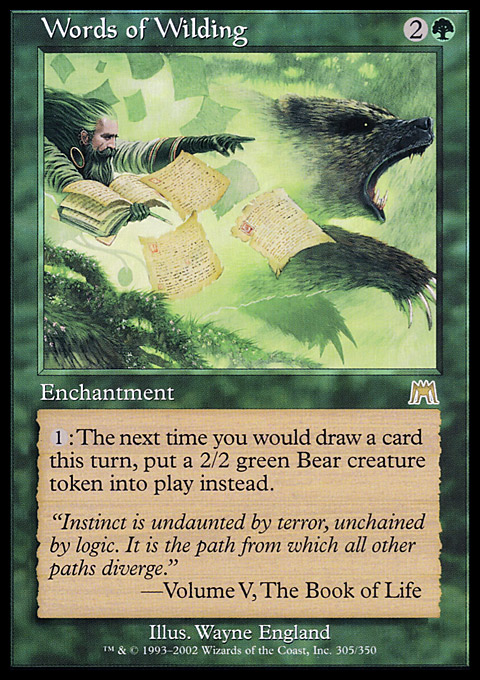 Words of Wilding 2
Enchantment
1: The next time you would draw a card
this turn, put a 2/2 green Bear creature
token into play instead.
“Instinct is undaunted by terror, unchained
by logic. It is the path from which all other
paths diverge.”
—Volume V, The Book of Life
Illus. Wayne England
™ & © 1993–2002 Wizards of the Coast, Inc. 305/350